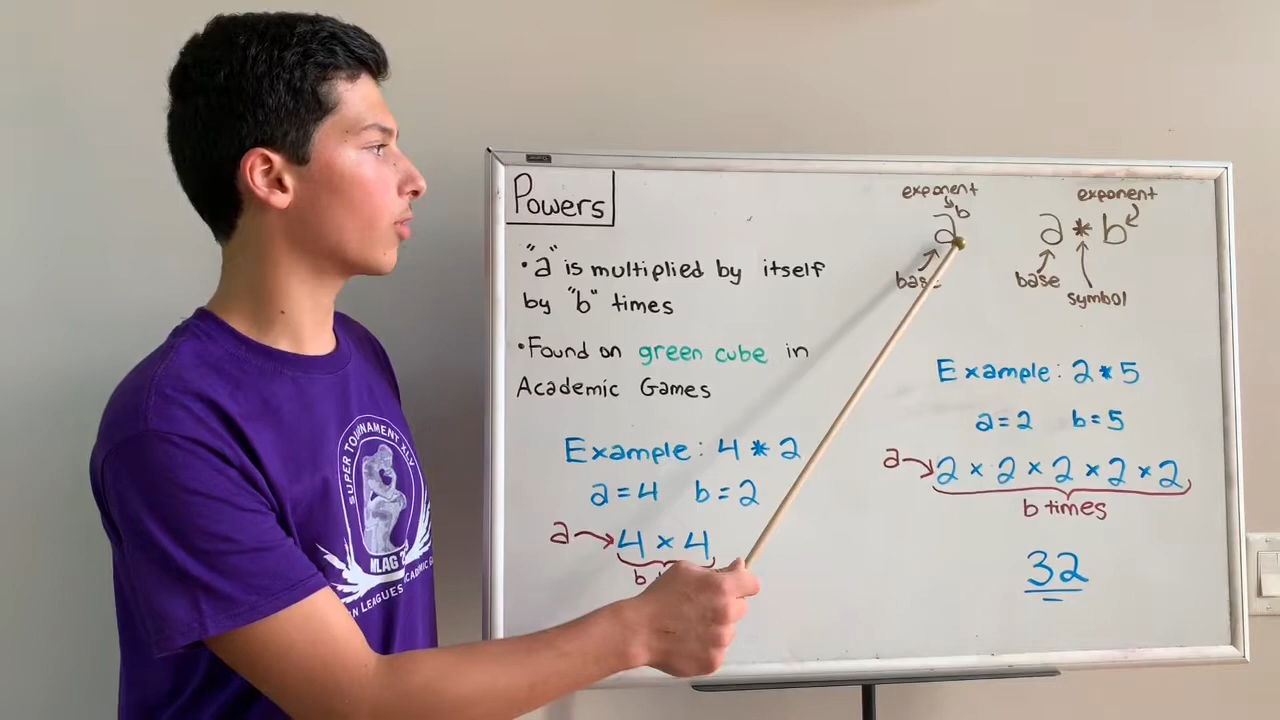 Powers
"a" is multiplied by itself
by "b" times
•Found on green cube in
Academic Games
Example: 4 * 2
a=4 b=2
a
4 × 4
b
exponent
a^b
base
exponent
a * b
base
symbol
Example: 2*5
a=2 b=5
a
2 × 2 × 2 × 2 × 2
b times
32
SUPER TOURNAMENT XLV
MLAG